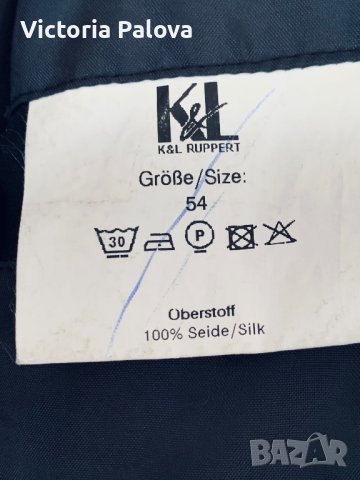 Victoria Palova
K&L
K&L RUPPERT
Größe/Size:
54
30 P
Oberstoff
100% Seide/Silk
BAZAR